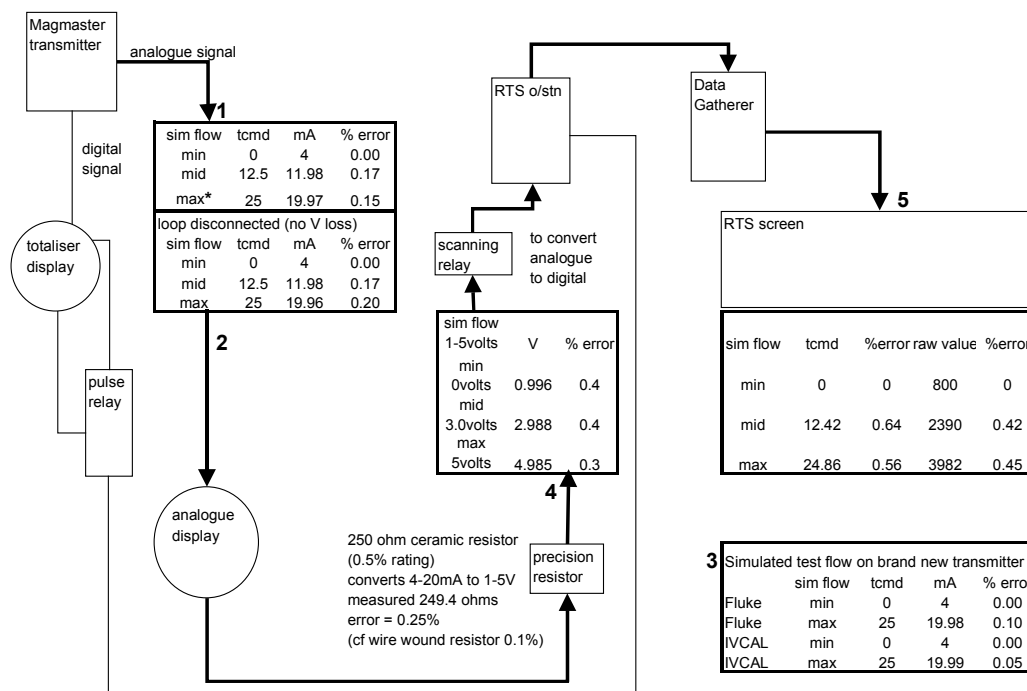 Magmaster
transmitter
analogue signal
digital
signal
totaliser
display
pulse
relay
1
sim flow tcmd mA % error
min 0 4 0.00
mid 12.5 11.98 0.17
max* 25 19.97 0.15
loop disconnected (no V loss)
sim flow tcmd mA % error
min 0 4 0.00
mid 12.5 11.98 0.17
max 25 19.96 0.20
2
analogue
display
250 ohm ceramic resistor
(0.5% rating)
converts 4-20mA to 1-5V
measured 249.4 ohms
error = 0.25%
(cf wire wound resistor 0.1%)
precision
resistor
4
sim flow
1-5volts V % error
min
0volts 0.996 0.4
mid
3.0volts 2.988 0.4
max
5volts 4.985 0.3
scanning
relay
to convert
analogue
to digital
RTS o/stn
Data
Gatherer
5
RTS screen
sim flow tcmd %error raw value %error
min 0 0 800 0
mid 12.42 0.64 2390 0.42
max 24.86 0.56 3982 0.45
3 Simulated test flow on brand new transmitter
sim flow tcmd mA % erro
Fluke min 0 4 0.00
Fluke max 25 19.98 0.10
IVCAL min 0 4 0.00
IVCAL max 25 19.99 0.05